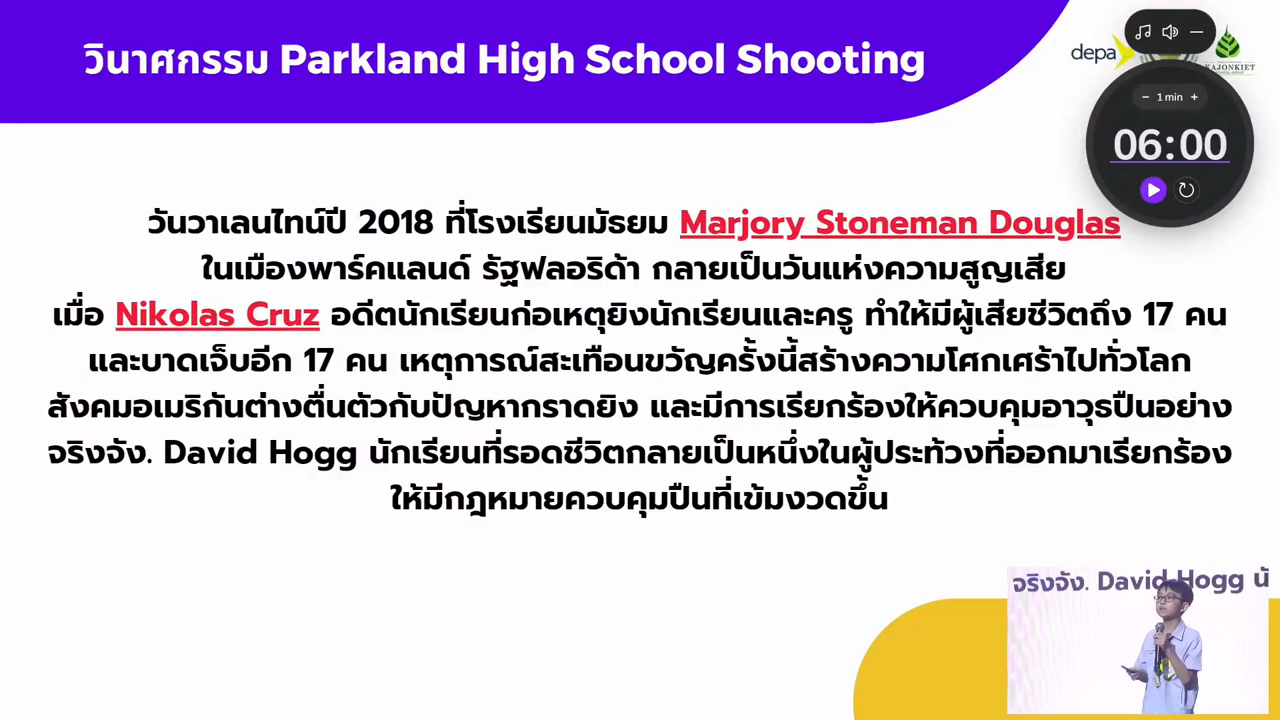 วินาศกรรม Parkland High School Shooting
depa
KAJONKIET
1 min
06:00
วันวาเลนไทน์ปี 2018 ที่โรงเรียนมัธยม Marjory Stoneman Douglas
ในเมืองพาร์คแลนด์ รัฐฟลอริด้า กลายเป็นวันแห่งความสูญเสีย
เมื่อ Nikolas Cruz อดีตนักเรียนก่อเหตุยิงนักเรียนและครู ทำให้มีผู้เสียชีวิตถึง 17 คน
และบาดเจ็บอีก 17 คน เหตุการณ์สะเทือนขวัญครั้งนี้สร้างความโศกเศร้าไปทั่วโลก
สังคมอเมริกันต่างตื่นตัวกับปัญหากราดยิง และมีการเรียกร้องให้ควบคุมอาวุธปืนอย่าง
จริงจัง. David Hogg นักเรียนที่รอดชีวิตกลายเป็นหนึ่งในผู้ประท้วงที่ออกมาเรียกร้อง
ให้มีกฎหมายควบคุมปืนที่เข้มงวดขึ้น
จริงจัง. David Hogg นั